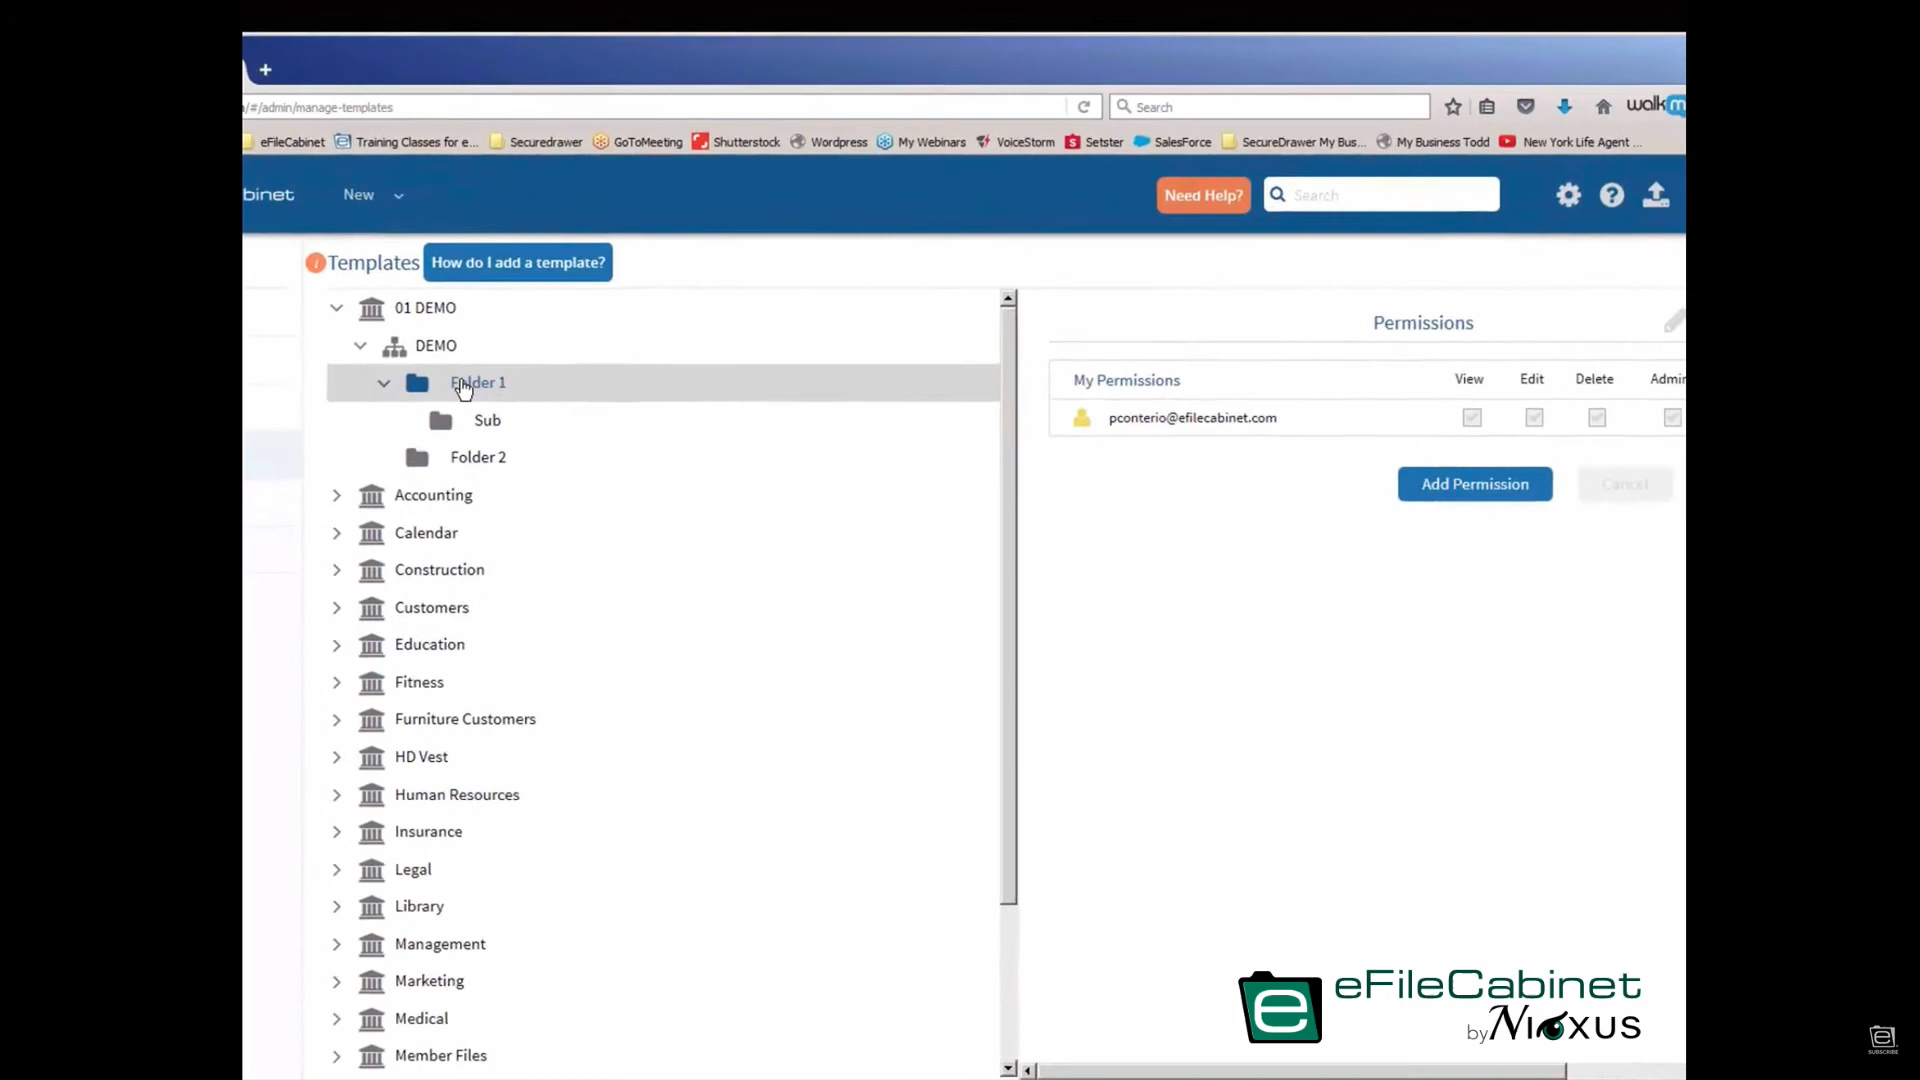 /#/admin/manage-templates
Search
walkm
eFileCabinet
Training Classes for e...
Securedrawer
GoToMeeting
Shutterstock
Wordpress
My Webinars
VoiceStorm
Setster
SalesForce
SecureDrawer My Bus...
My Business Todd
New York Life Agent ...
binet
New
Need Help?
Search
Templates
How do I add a template?
01 DEMO
DEMO
Folder 1
Sub
Folder 2
Accounting
Calendar
Construction
Customers
Education
Fitness
Furniture Customers
HD Vest
Human Resources
Insurance
Legal
Library
Management
Marketing
Medical
Member Files
Permissions
My Permissions View Edit Delete Admin
pconterio@efilecabinet.com
Add Permission
Cancel
eFileCabinet
by Nioxus
SUBSCRIBE